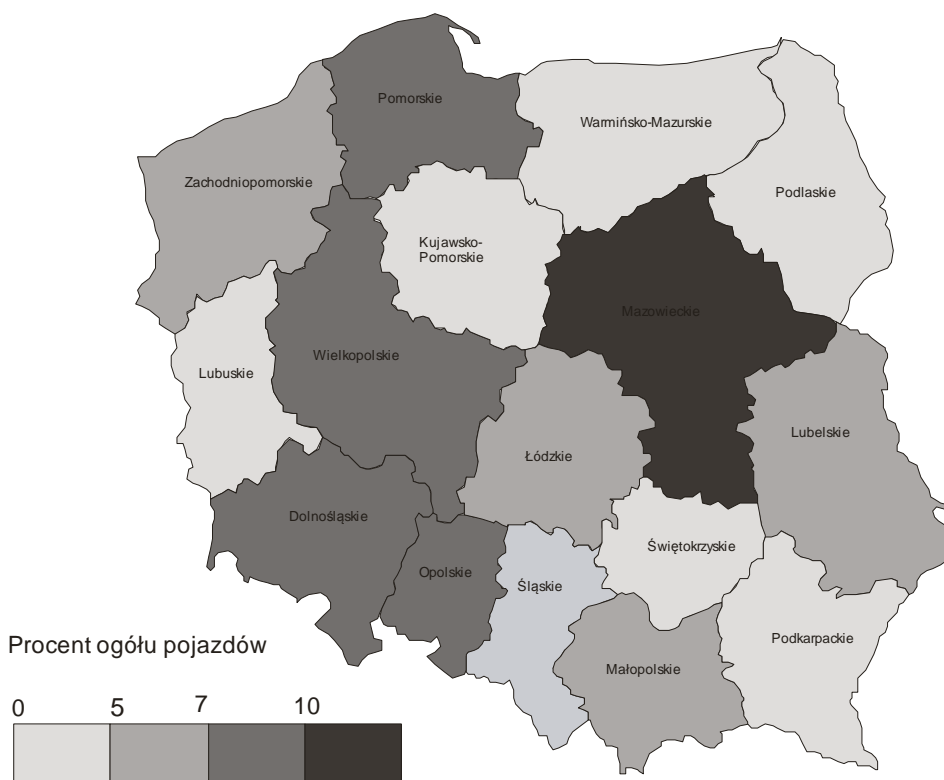 Pomorskie
Warmińsko-Mazurskie
Zachodniopomorskie
Podlaskie
Kujawsko-
Pomorskie
Mazowieckie
Wielkopolskie
Lubuskie
Lubelskie
Łódzkie
Dolnośląskie
Świętokrzyskie
Opolskie
Śląskie
Podkarpackie
Małopolskie
Procent ogółu pojazdów
0 5 7 10